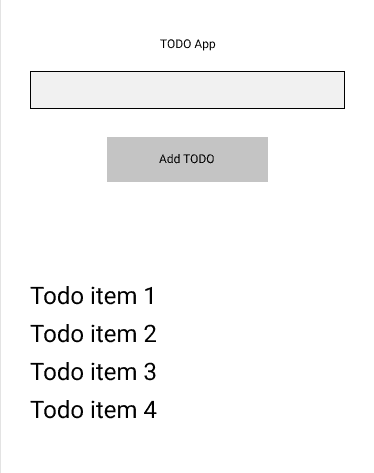 TODO App
Add TODO
Todo item 1
Todo item 2
Todo item 3
Todo item 4